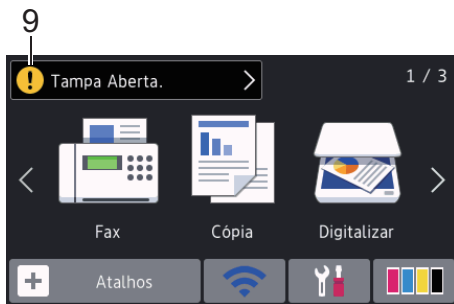 9
Tampa Aberta.
1 / 3
Fax Cópia Digitalizar
Atalhos